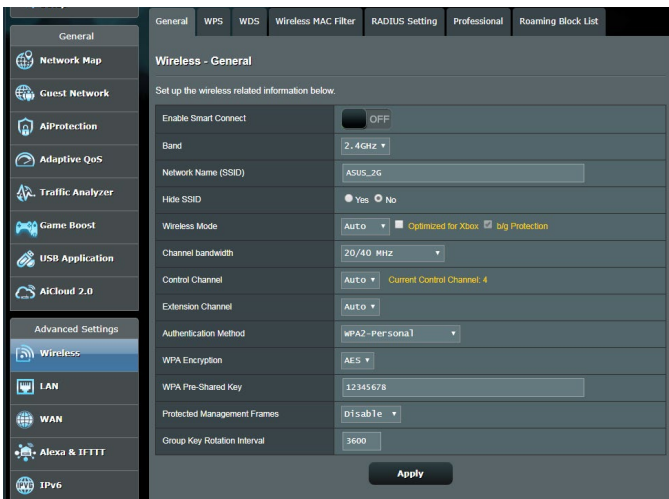 General WPS WDS Wireless MAC Filter RADIUS Setting Professional Roaming Block List
General
Network Map
Guest Network
AiProtection
Adaptive QoS
Traffic Analyzer
Game Boost
USB Application
AiCloud 2.0
Advanced Settings
Wireless
LAN
WAN
Alexa & IFTTT
IPv6
Wireless - General
Set up the wireless related information below.
Enable Smart Connect OFF
Band 2.4GHz
Network Name (SSID) ASUS_2G
Hide SSID Yes No
Wireless Mode Auto Optimized for Xbox b/g Protection
Channel bandwidth 20/40 MHz
Control Channel Auto Current Control Channel: 4
Extension Channel Auto
Authentication Method WPA2-Personal
WPA Encryption AES
WPA Pre-Shared Key 12345678
Protected Management Frames Disable
Group Key Rotation Interval 3600
Apply